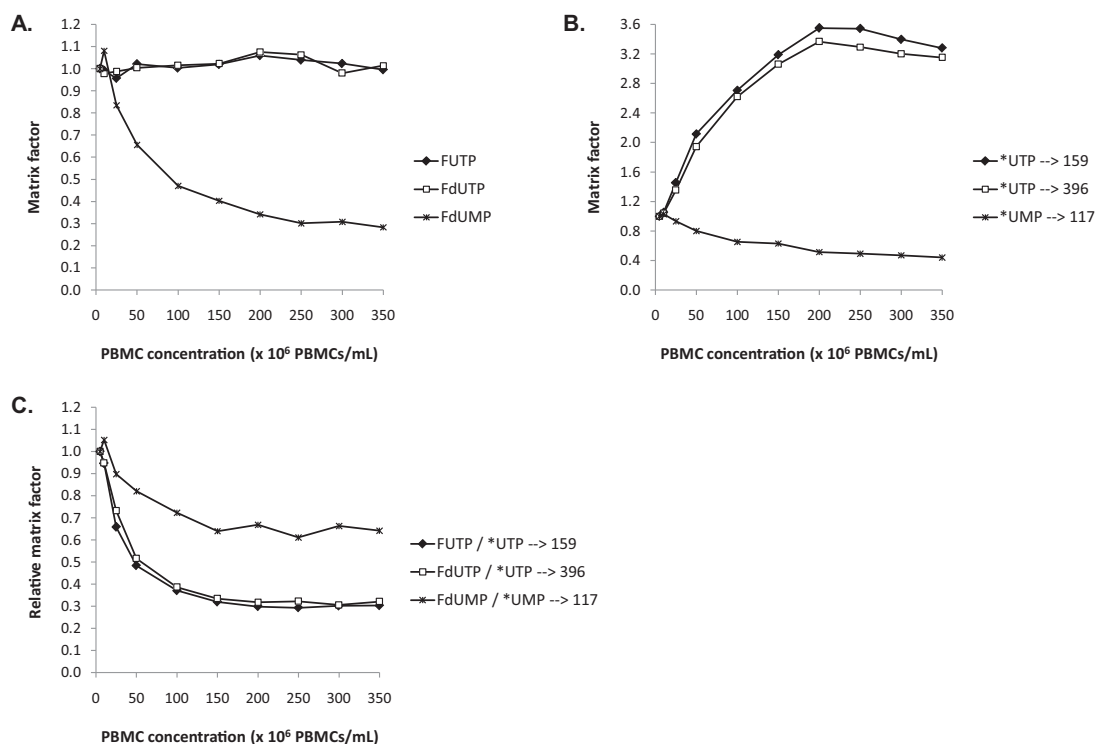 A.
1.2
1.1
1.0
0.9
0.8
0.7
0.6
0.5
0.4
0.3
0.2
0.1
0.0
Matrix factor
0 50 100 150 200 250 300 350
PBMC concentration (x 10⁶ PBMCs/mL)
FUTP
FdUTP
FdUMP
B.
3.6
3.2
2.8
2.4
2.0
1.6
1.2
0.8
0.4
0.0
Matrix factor
0 50 100 150 200 250 300 350
PBMC concentration (x 10⁶ PBMCs/mL)
*UTP --> 159
*UTP --> 396
*UMP --> 117
C.
1.2
1.1
1.0
0.9
0.8
0.7
0.6
0.5
0.4
0.3
0.2
0.1
0.0
Relative matrix factor
0 50 100 150 200 250 300 350
PBMC concentration (x 10⁶ PBMCs/mL)
FUTP / *UTP --> 159
FdUTP / *UTP --> 396
FdUMP / *UMP --> 117